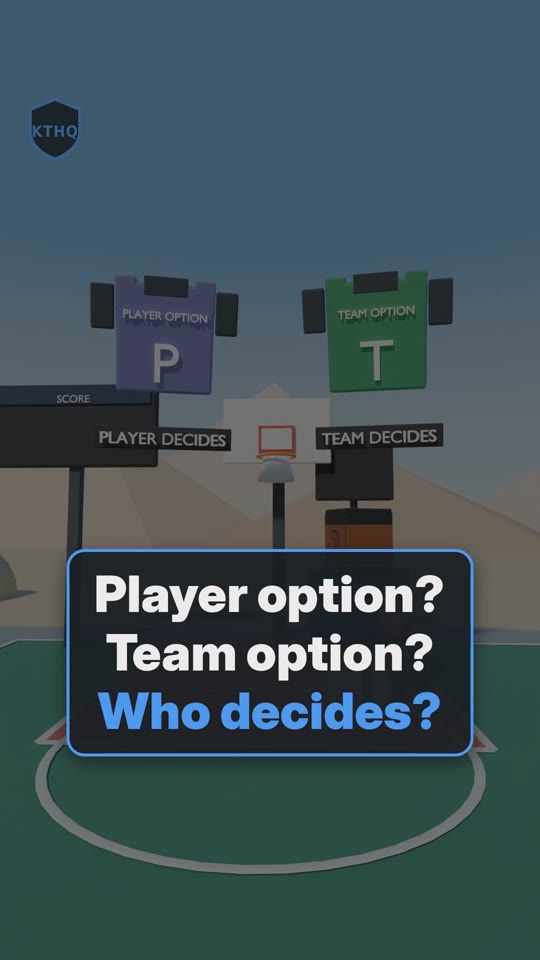 KTHQ
PLAYER OPTION
P
TEAM OPTION
T
SCORE
PLAYER DECIDES
TEAM DECIDES
Player option?
Team option?
Who decides?